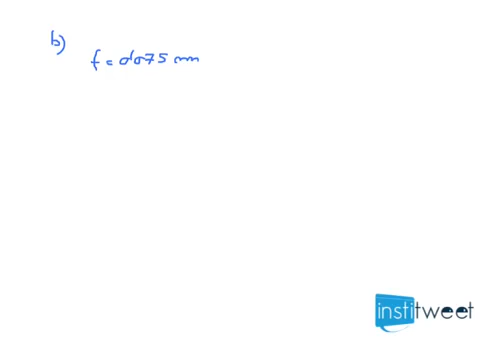 b)
f = 0'075 mm
institweet